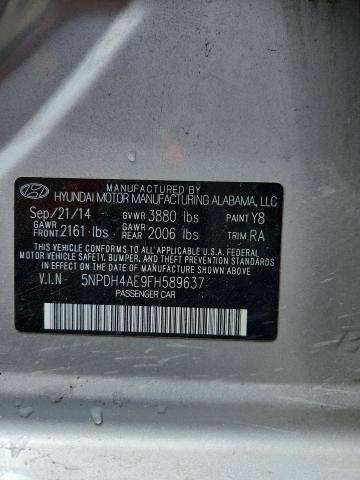 MANUFACTURED BY
HYUNDAI MOTOR MANUFACTURING ALABAMA, LLC
Sep/21/14 GVWR 3880 lbs PAINT Y8
GAWR FRONT 2161 lbs GAWR REAR 2006 lbs TRIM RA
THIS VEHICLE CONFORMS TO ALL APPLICABLE U.S.A FEDERAL
MOTOR VEHICLE SAFETY, BUMPER, AND THEFT PREVENTION
STANDARDS IN EFFECT ON THE DATE OF MANUFACTURE SHOWN ABOVE.
V.I.N 5NPDH4AE9FH589637
PASSENGER CAR